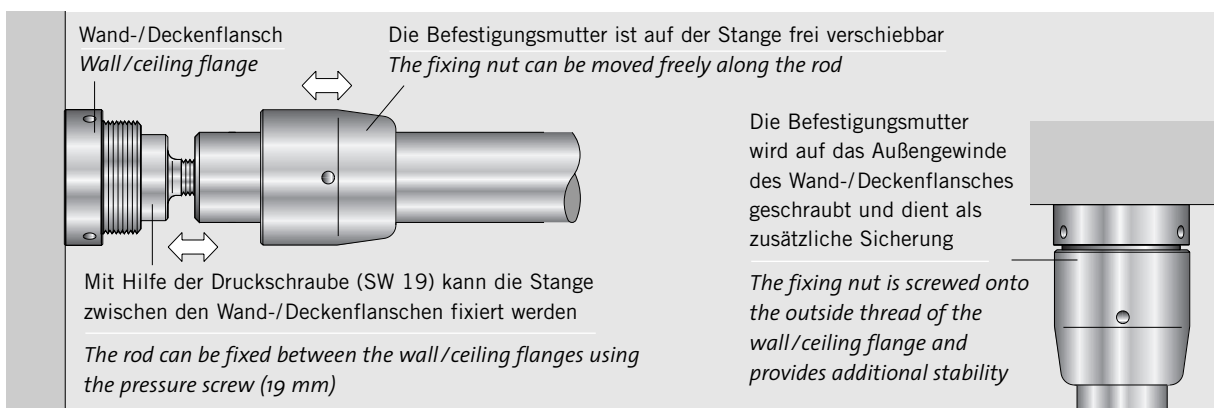 Wand-/Deckenflansch
Wall/ceiling flange
Die Befestigungsmutter ist auf der Stange frei verschiebbar
The fixing nut can be moved freely along the rod
Mit Hilfe der Druckschraube (SW 19) kann die Stange
zwischen den Wand-/Deckenflanschen fixiert werden
The rod can be fixed between the wall/ceiling flanges using
the pressure screw (19 mm)
Die Befestigungsmutter
wird auf das Außengewinde
des Wand-/Deckenflansches
geschraubt und dient als
zusätzliche Sicherung
The fixing nut is screwed onto
the outside thread of the
wall/ceiling flange and
provides additional stability